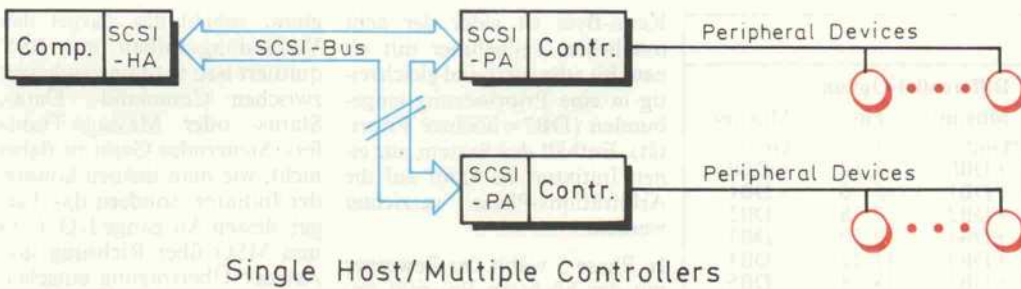 Comp.
SCSI
-HA
SCSI-Bus
SCSI
-PA
Contr.
Peripheral Devices
SCSI
-PA
Contr.
Peripheral Devices
Single Host/Multiple Controllers